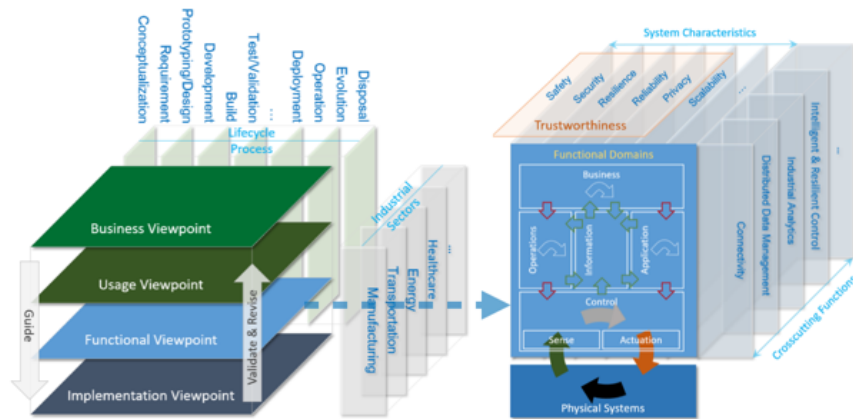 Conceptualization
Requirement
Prototyping/Design
Development
Build
Test/Validation
...
Deployment
Operation
Evolution
Disposal
Lifecycle
Process
Business Viewpoint
Usage Viewpoint
Functional Viewpoint
Implementation Viewpoint
Guide
Validate & Revise
Industrial
Sectors
Manufacturing
Transportation
Energy
Healthcare
...
System Characteristics
Safety
Security
Resilience
Reliability
Privacy
Scalability
...
Trustworthiness
Functional Domains
Business
Operations
Information
Application
Control
Sense
Actuation
Physical Systems
Connectivity
Distributed Data Management
Industrial Analytics
Intelligent & Resillient Control
...
Crosscutting Functions